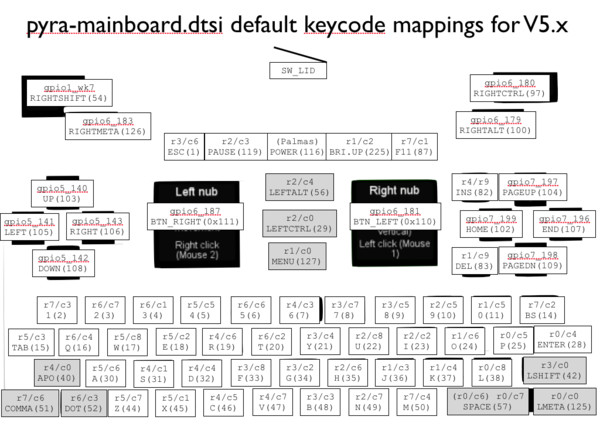 pyra-mainboard.dtsi default keycode mappings for V5.x
SW_LID
gpio1_wk7
RIGHTSHIFT(54)
gpio6_183
RIGHTMETA(126)
gpio6_180
RIGHTCTRL(97)
gpio6_179
RIGHTALT(100)
r3/c6 r2/c3 (Palmas) r1/c2 r7/c1
ESC(1) PAUSE(119) POWER(116) BRI.UP(225) F11(87)
gpio5_140
UP(103)
gpio5_141 gpio5_143
LEFT(105) RIGHT(106)
gpio5_142
DOWN(108)
Left nub
gpio6_187
BTN_RIGHT(0x111)
Right click
(Mouse 2)
r2/c4
LEFTALT(56)
r2/c0
LEFTCTRL(29)
r1/c0
MENU(127)
Right nub
gpio6_181
BTN_LEFT(0x110)
vertical)
Left click (Mouse
1)
r4/r9 gpio7_197
INS(82) PAGEUP(104)
gpio7_199 gpio7_196
HOME(102) END(107)
r1/c9 gpio7_198
DEL(83) PAGEDN(109)
r7/c3 r6/c7 r6/c1 r5/c5 r6/c6 r4/c3 r3/c7 r3/c5 r2/c5 r1/c5 r7/c2
1(2) 2(3) 3(4) 4(5) 5(6) 6(7) 7(8) 8(9) 9(10) 0(11) BS(14)
r5/c3 r6/c4 r5/c8 r5/c2 r4/c6 r6/c2 r3/c4 r2/c8 r2/c2 r1/c6 r0/c5 r0/c4
TAB(15) Q(16) W(17) E(18) R(19) T(20) Y(21) U(22) I(23) O(24) P(25) ENTER(28)
r4/c0 r5/c6 r5/c4 r4/c4 r3/c8 r3/c2 r2/c6 r1/c3 r1/c4 r0/c8 r3/c0
APO(40) A(30) S(31) D(32) F(33) G(34) H(35) J(36) K(37) L(38) LSHIFT(42)
r7/c6 r6/c3 r5/c7 r5/c1 r4/c5 r4/c7 r3/c3 r2/c7 r4/c4 (r0/c6) r0/c7 r0/c0
COMMA(51) DOT(52) Z(44) X(45) C(46) V(47) B(48) N(49) M(50) SPACE(57) LMETA(125)